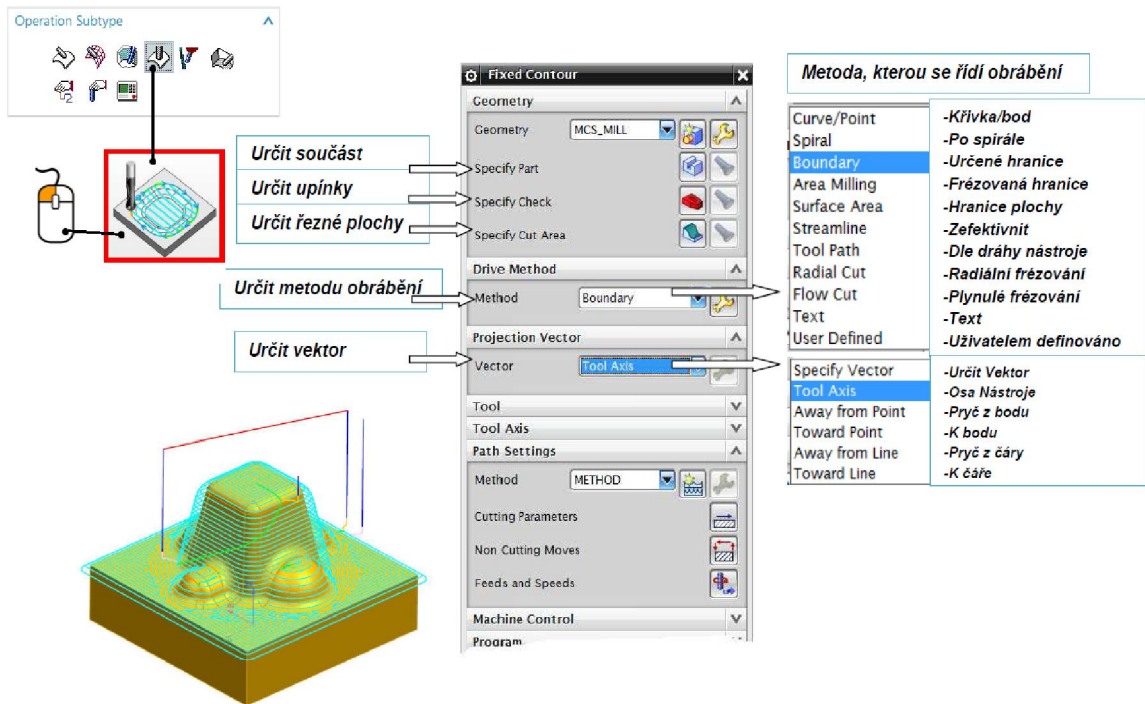 Operation Subtype
Určit součást
Určit upínky
Určit řezné plochy
Určit metodu obrábění
Určit vektor
Fixed Contour
Geometry
Geometry MCS_MILL
Specify Part
Specify Check
Specify Cut Area
Drive Method
Method Boundary
Projection Vector
Vector Tool Axis
Tool
Tool Axis
Path Settings
Method METHOD
Cutting Parameters
Non Cutting Moves
Feeds and Speeds
Machine Control
Program
Metoda, kterou se řídí obrábění
Curve/Point -Křivka/bod
Spiral -Po spirále
Boundary -Určené hranice
Area Milling -Frézovaná hranice
Surface Area -Hranice plochy
Streamline -Zefektivnit
Tool Path -Dle dráhy nástroje
Radial Cut -Radiální frézování
Flow Cut -Plynulé frézování
Text -Text
User Defined -Uživatelem definováno
Specify Vector -Určit Vektor
Tool Axis -Osa Nástroje
Away from Point -Pryč z bodu
Toward Point -K bodu
Away from Line -Pryč z čáry
Toward Line -K čáře